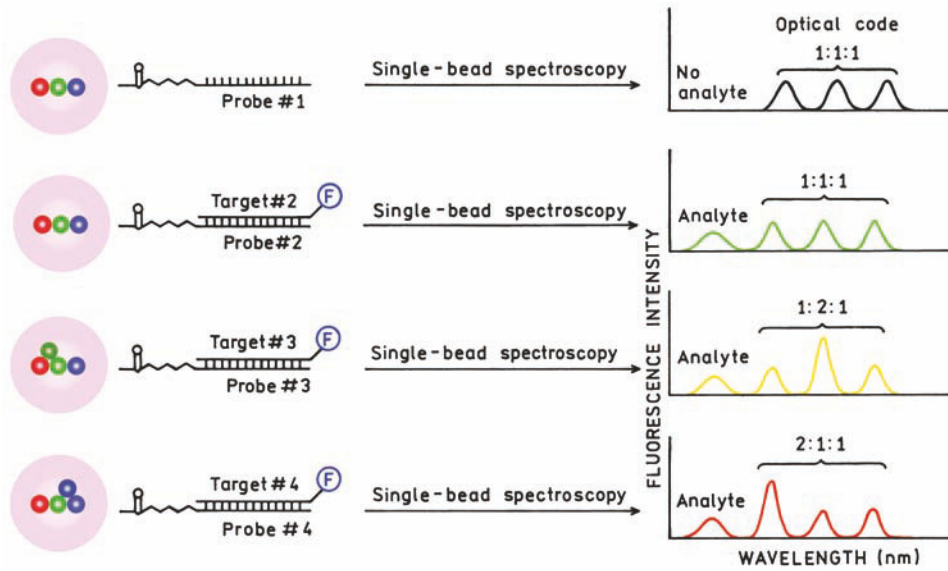 Optical code
1:1:1
Single-bead spectroscopy
No
analyte
Probe #1
1:1:1
Target#2
F
Single-bead spectroscopy
Analyte
Probe#2
1:2:1
Target#3
F
Single-bead spectroscopy
Analyte
Probe #3
2:1:1
Target #4
F
Single-bead spectroscopy
Analyte
Probe #4
FLUORESCENCE INTENSITY
WAVELENGTH (nm)